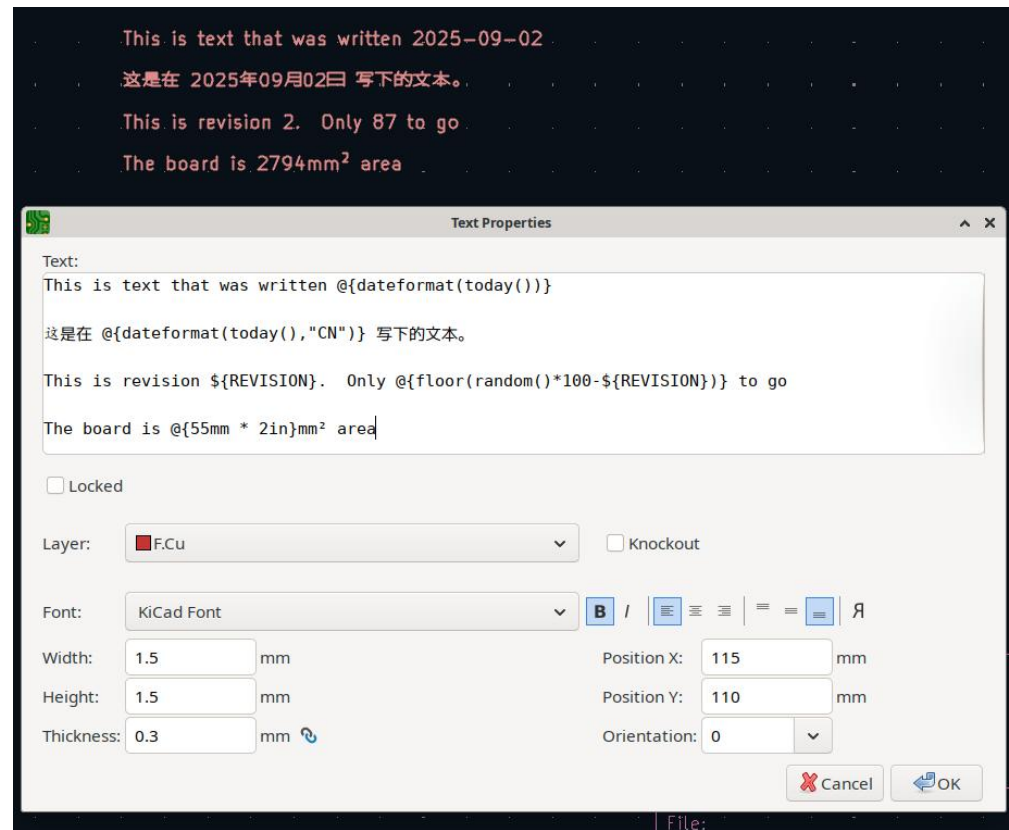 This is text that was written 2025-09-02
这是在 2025年09月02日 写下的文本。
This is revision 2. Only 87 to go
The board is 2794mm² area
Text Properties
Text:
This is text that was written @{dateformat(today())}
这是在 @{dateformat(today(),"CN")} 写下的文本。
This is revision ${REVISION}.  Only @{floor(random()*100-${REVISION})} to go
The board is @{55mm * 2in}mm² area
Locked
Layer: F.Cu Knockout
Font: KiCad Font B I Я
Width: 1.5 mm Position X: 115 mm
Height: 1.5 mm Position Y: 110 mm
Thickness: 0.3 mm Orientation: 0
Cancel OK
File: